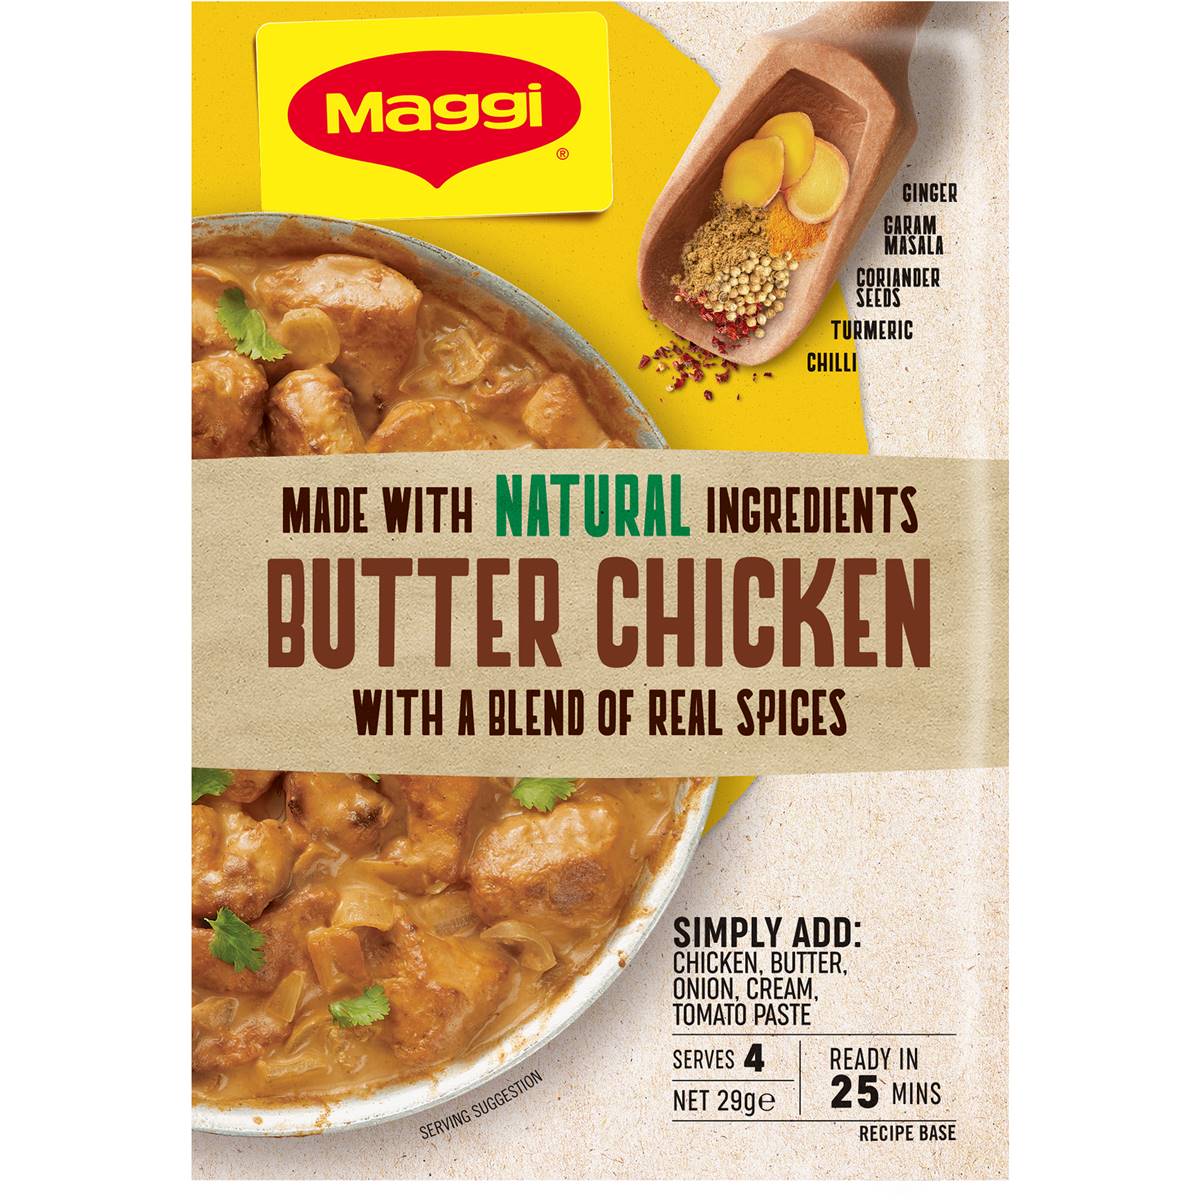 Maggi
®
GINGER
GARAM
MASALA
CORIANDER
SEEDS
TURMERIC
CHILLI
MADE WITH NATURAL INGREDIENTS
BUTTER CHICKEN
WITH A BLEND OF REAL SPICES
SIMPLY ADD:
CHICKEN, BUTTER,
ONION, CREAM,
TOMATO PASTE
SERVES 4
NET 29g℮
READY IN
25 MINS
RECIPE BASE
SERVING SUGGESTION